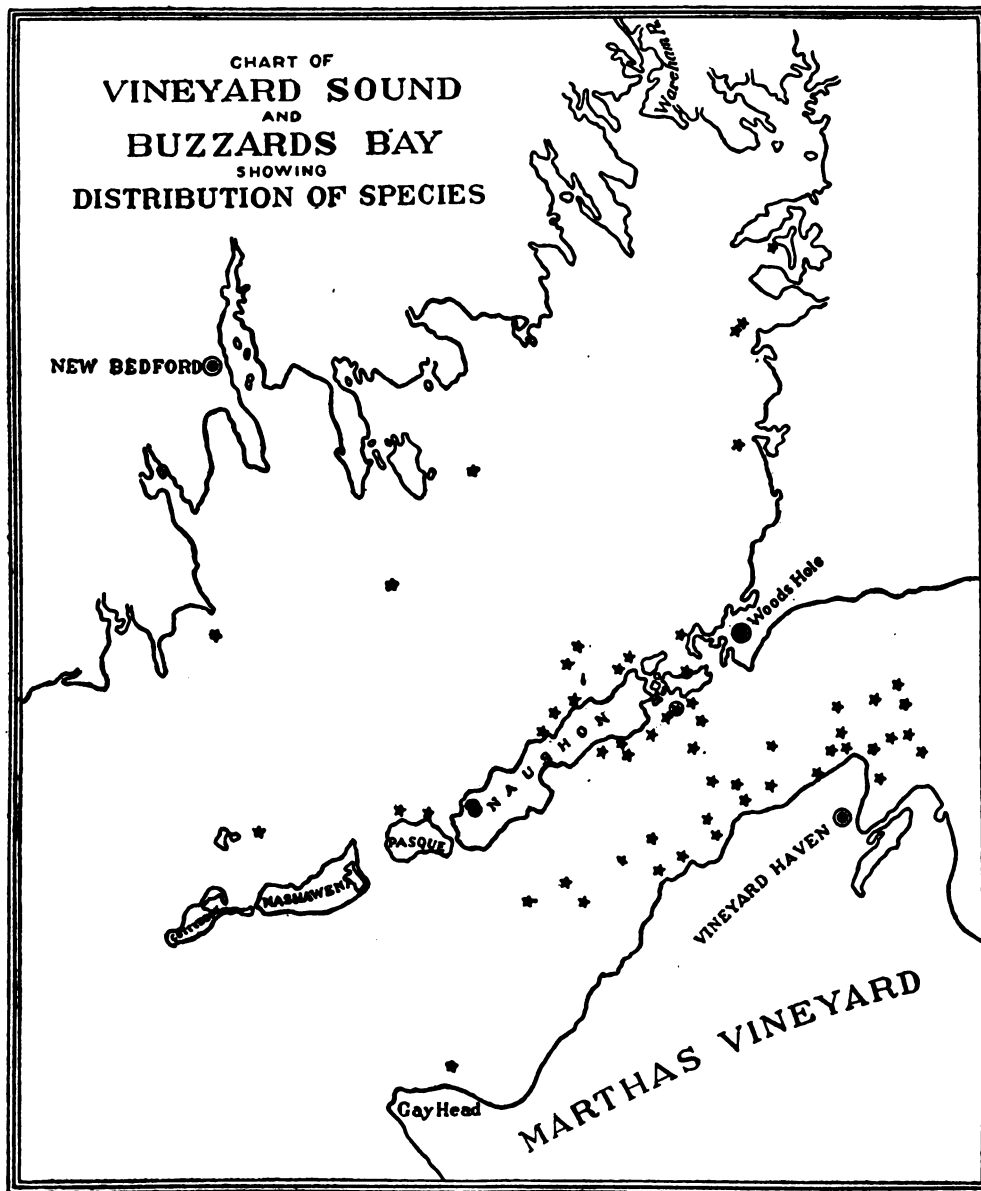 CHART OF
VINEYARD SOUND
AND
BUZZARDS BAY
SHOWING
DISTRIBUTION OF SPECIES
Wareham R.
NEW BEDFORD
Woods Hole
NAUSHON
PASQUE
NASHAWENA
VINEYARD HAVEN
MARTHAS VINEYARD
Gay Head